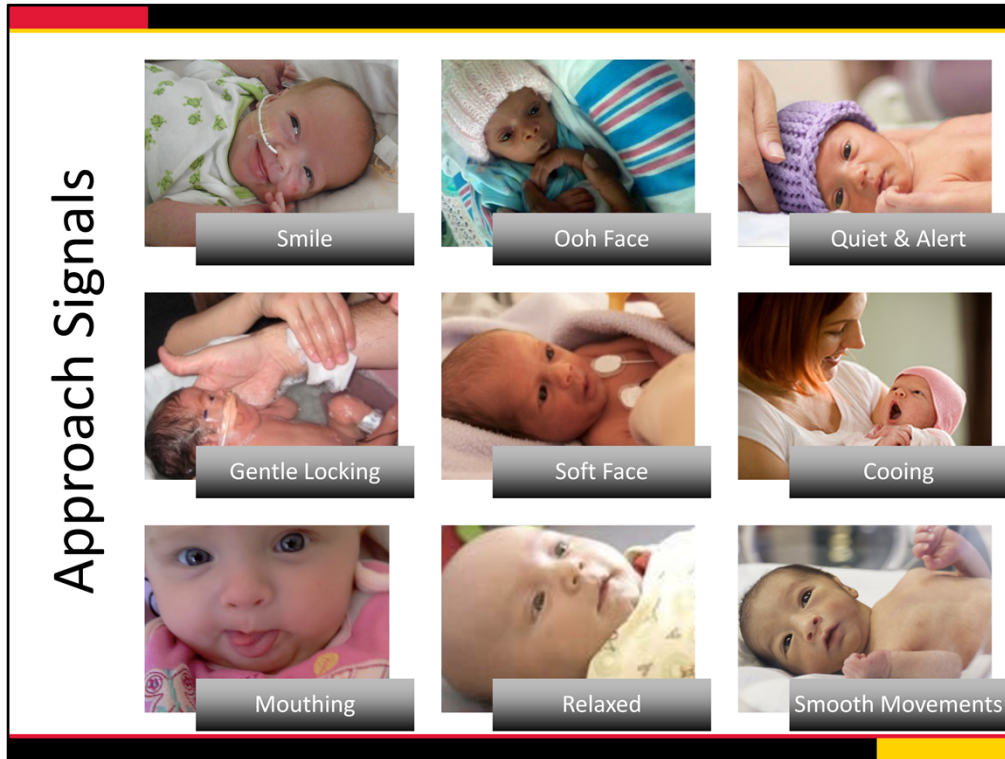 Approach Signals
Smile
Ooh Face
Quiet & Alert
Gentle Locking
Soft Face
Cooing
Mouthing
Relaxed
Smooth Movements